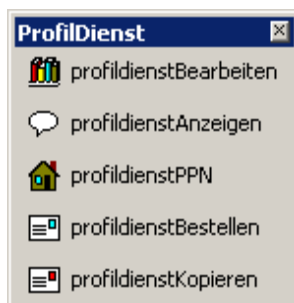 ProfilDienst
profildienstBearbeiten
profildienstAnzeigen
profildienstPPN
profildienstBestellen
profildienstKopieren